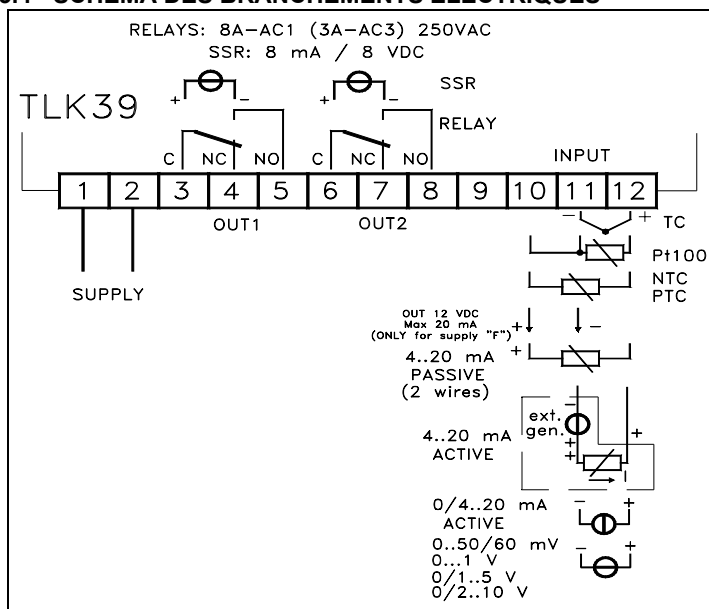 RELAYS: 8A-AC1 (3A-AC3) 250VAC
SSR: 8 mA / 8 VDC
+ - + - SSR
TLK39
RELAY
C NC NO C NC NO INPUT
1 2 3 4 5 6 7 8 9 10 11 12
OUT1 OUT2 - + TC
Pt100
SUPPLY
NTC
PTC
OUT 12 VDC
Max 20 mA
(ONLY for supply "F")
+ -
4..20 mA +
PASSIVE
(2 wires)
-
ext.
gen.
+
+
+
4..20 mA
ACTIVE
I
0/4..20 mA - +
ACTIVE
0..50/60 mV - +
0...1 V
0/1..5 V
0/2..10 V